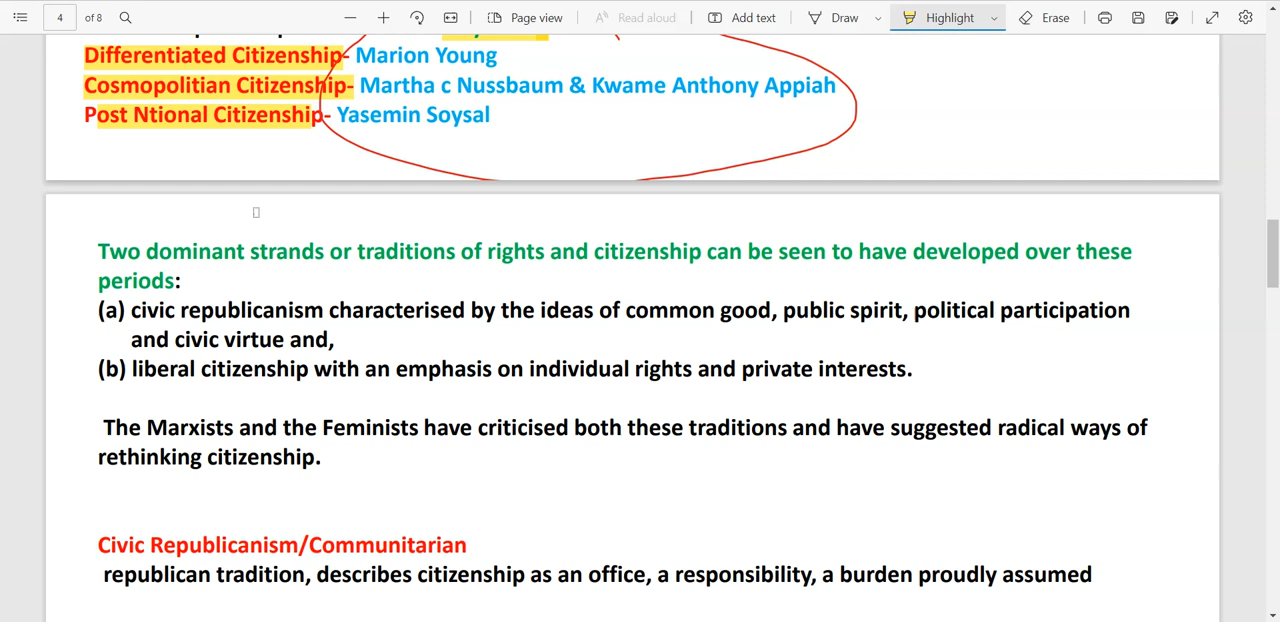 4 of 8 Page view Read aloud Add text Draw Highlight Erase
Differentiated Citizenship- Marion Young
Cosmopolitian Citizenship- Martha c Nussbaum & Kwame Anthony Appiah
Post Ntional Citizenship- Yasemin Soysal
Two dominant strands or traditions of rights and citizenship can be seen to have developed over these
periods:
(a) civic republicanism characterised by the ideas of common good, public spirit, political participation
and civic virtue and,
(b) liberal citizenship with an emphasis on individual rights and private interests.
The Marxists and the Feminists have criticised both these traditions and have suggested radical ways of
rethinking citizenship.
Civic Republicanism/Communitarian
republican tradition, describes citizenship as an office, a responsibility, a burden proudly assumed